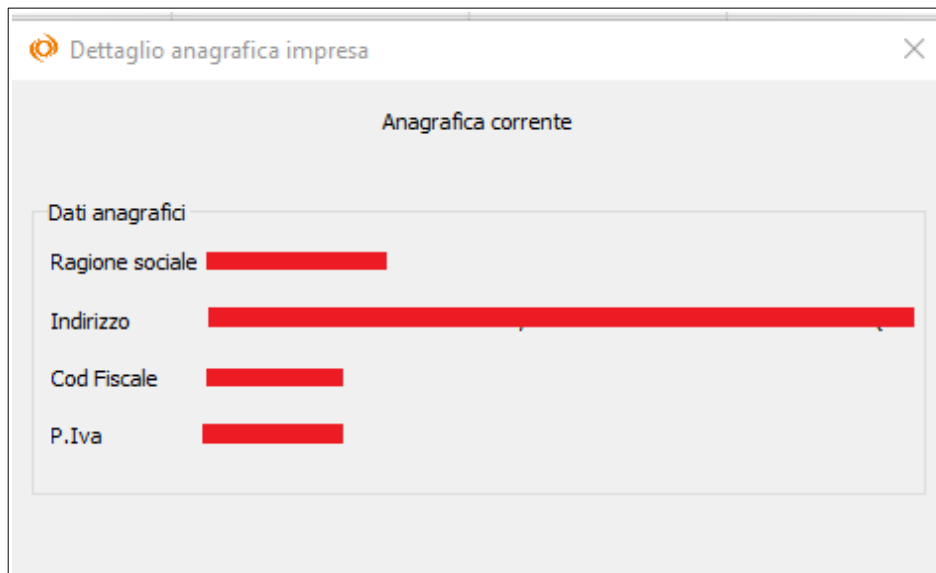 Dettaglio anagrafica impresa
Anagrafica corrente
Dati anagrafici
Ragione sociale
Indirizzo
Cod Fiscale
P.Iva